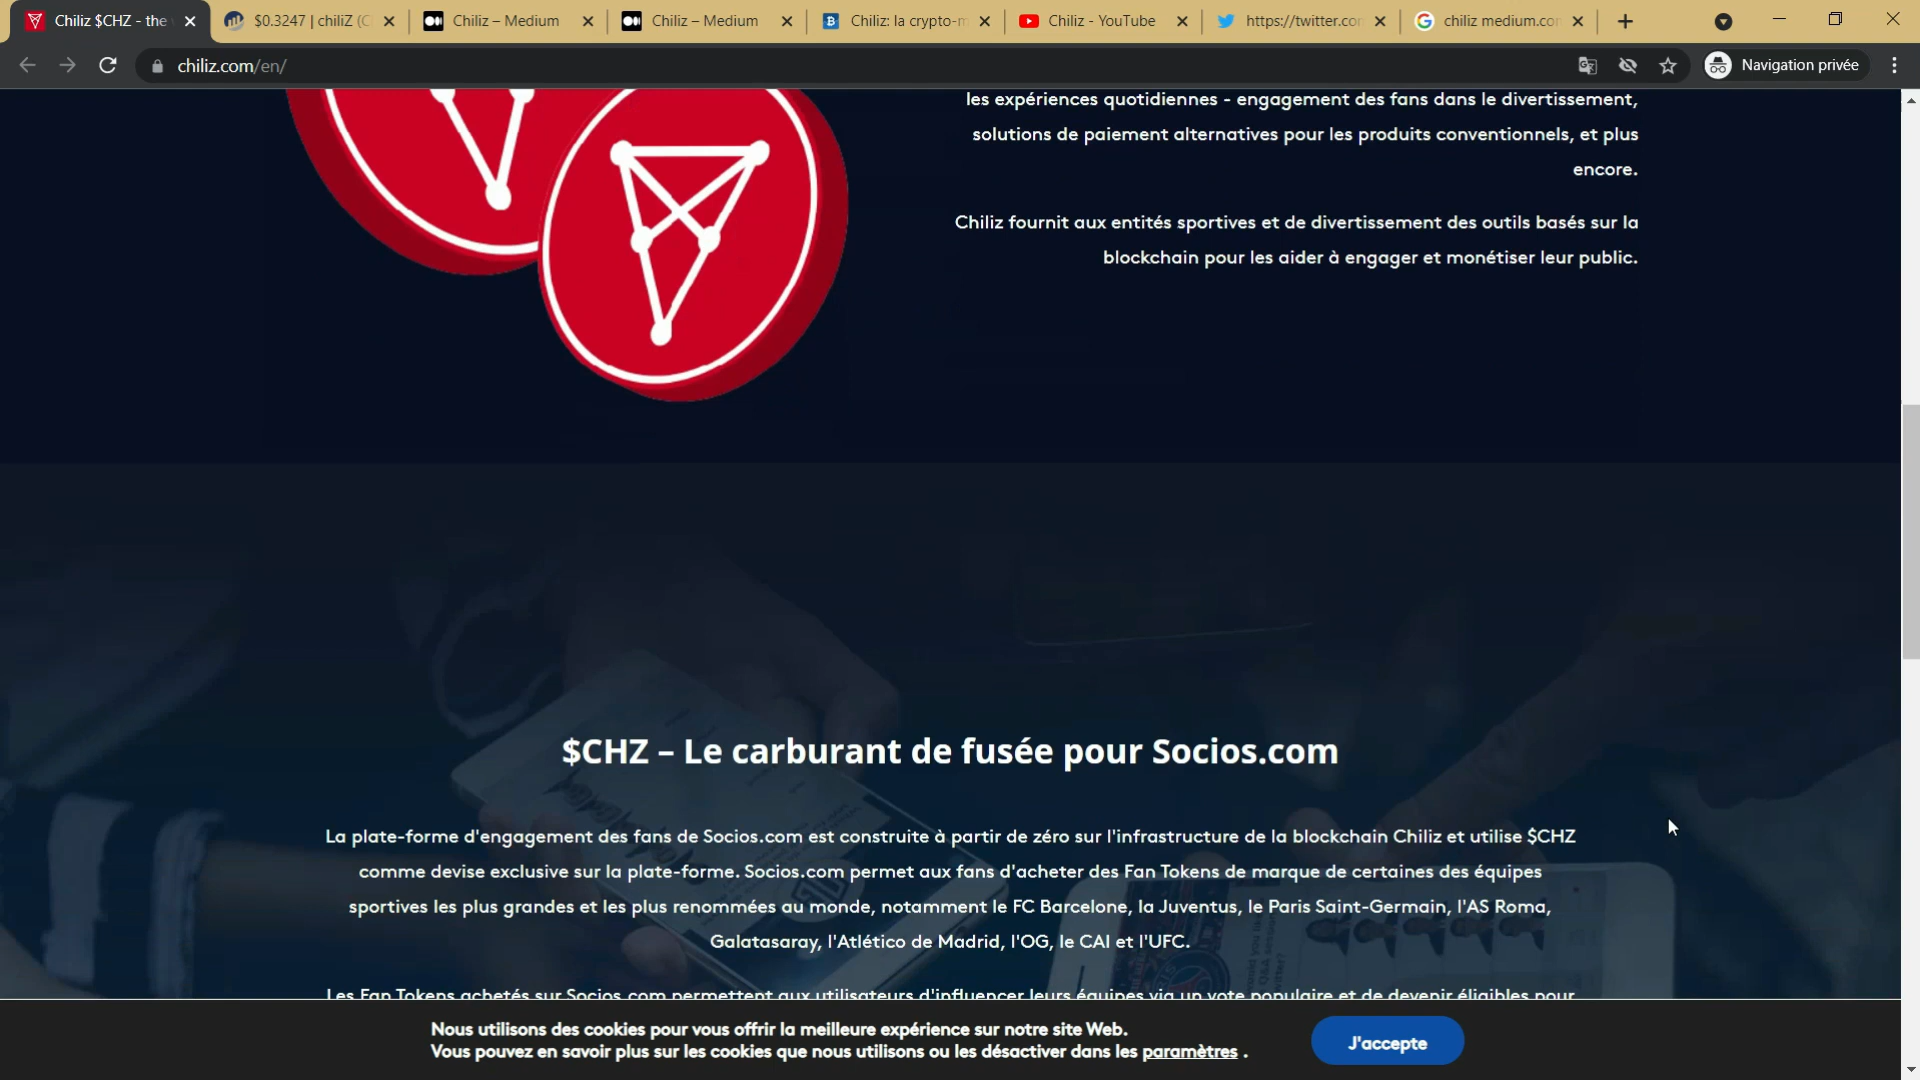 Chiliz $CHZ - the
$0.3247 | chiliZ (C
Chiliz – Medium
Chiliz – Medium
Chiliz: la crypto-m
Chiliz - YouTube
https://twitter.com
chiliz medium.com
chiliz.com/en/
Navigation privée
les expériences quotidiennes - engagement des fans dans le divertissement,
solutions de paiement alternatives pour les produits conventionnels, et plus
encore.
Chiliz fournit aux entités sportives et de divertissement des outils basés sur la
blockchain pour les aider à engager et monétiser leur public.
$CHZ – Le carburant de fusée pour Socios.com
La plate-forme d'engagement des fans de Socios.com est construite à partir de zéro sur l'infrastructure de la blockchain Chiliz et utilise $CHZ
comme devise exclusive sur la plate-forme. Socios.com permet aux fans d'acheter des Fan Tokens de marque de certaines des équipes
sportives les plus grandes et les plus renommées au monde, notamment le FC Barcelone, la Juventus, le Paris Saint-Germain, l'AS Roma,
Galatasaray, l'Atlético de Madrid, l'OG, le CAI et l'UFC.
Les Fan Tokens achetés sur Socios.com permettent aux utilisateurs d'influencer leurs équipes via un vote populaire et de devenir éligibles pour
Nous utilisons des cookies pour vous offrir la meilleure expérience sur notre site Web.
Vous pouvez en savoir plus sur les cookies que nous utilisons ou les désactiver dans les paramètres .
J'accepte